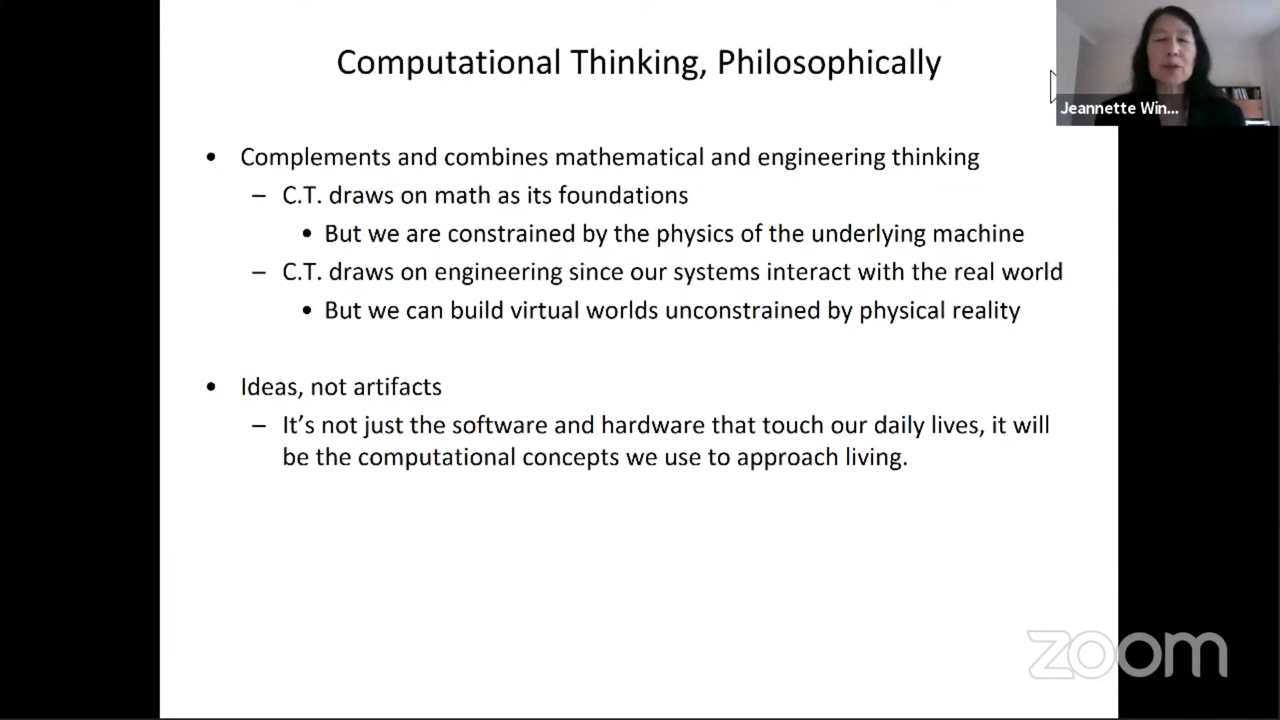 Computational Thinking, Philosophically
Jeannette Win...
• Complements and combines mathematical and engineering thinking
– C.T. draws on math as its foundations
• But we are constrained by the physics of the underlying machine
– C.T. draws on engineering since our systems interact with the real world
• But we can build virtual worlds unconstrained by physical reality
• Ideas, not artifacts
– It’s not just the software and hardware that touch our daily lives, it will
be the computational concepts we use to approach living.
zoom